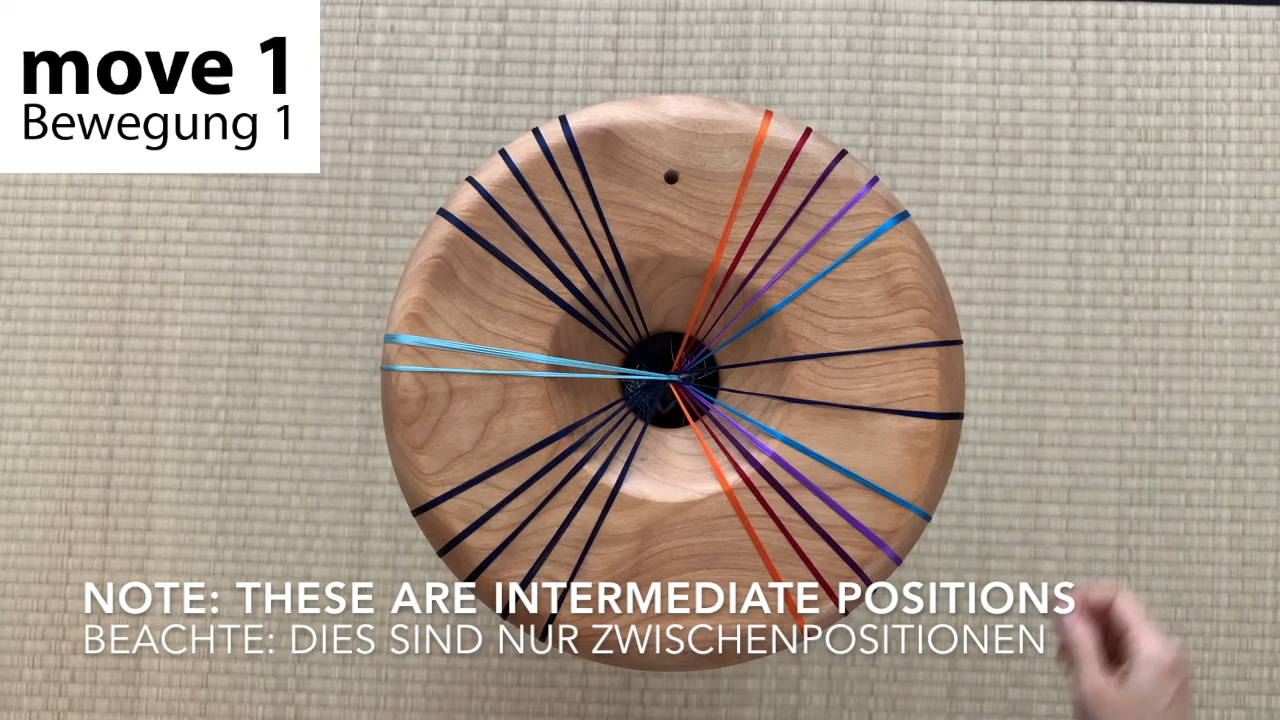 move 1
Bewegung 1
NOTE: THESE ARE INTERMEDIATE POSITIONS
BEACHTE: DIES SIND NUR ZWISCHENPOSITIONEN